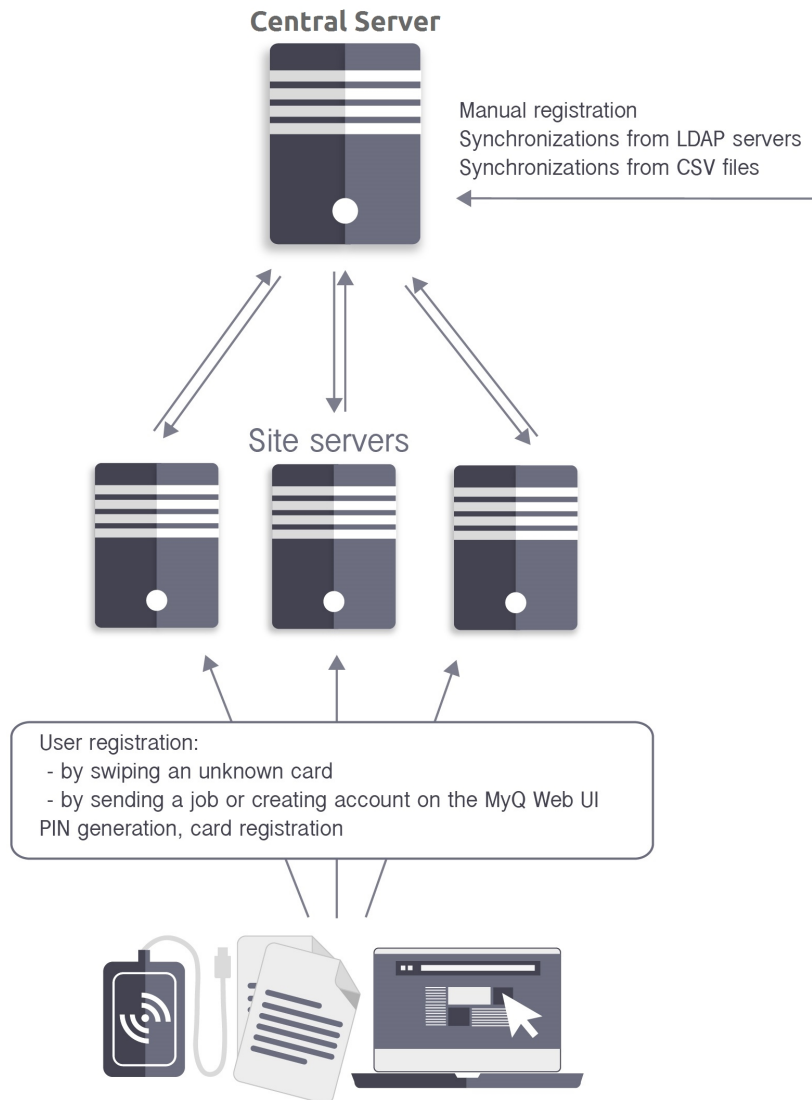 Central Server
Manual registration
Synchronizations from LDAP servers
Synchronizations from CSV files
Site servers
User registration:
- by swiping an unknown card
- by sending a job or creating account on the MyQ Web UI
PIN generation, card registration